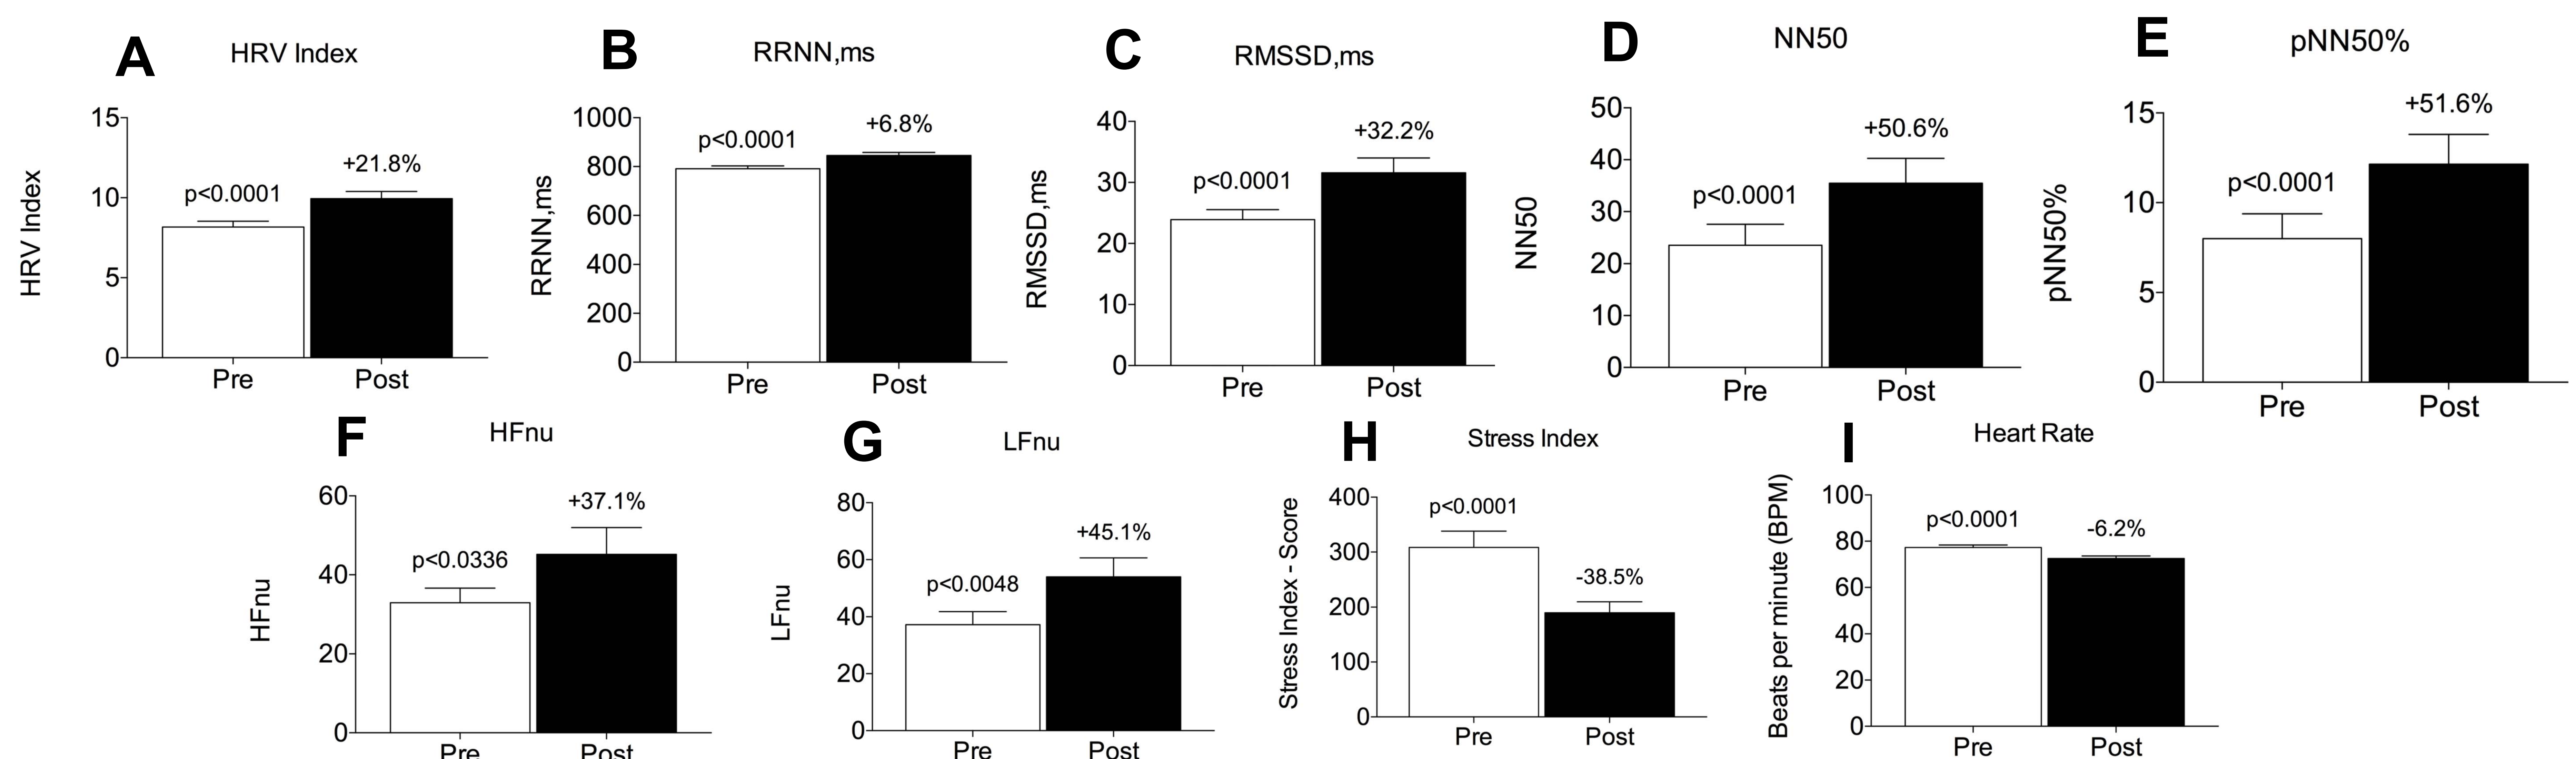 A
HRV Index
HRV Index
15
10
5
0
p<0.0001
+21.8%
Pre
Post
B
RRNN,ms
RRNN,ms
1000
800
600
400
200
0
p<0.0001
+6.8%
Pre
Post
C
RMSSD,ms
RMSSD,ms
40
30
20
10
0
p<0.0001
+32.2%
Pre
Post
D
NN50
NN50
50
40
30
20
10
0
p<0.0001
+50.6%
Pre
Post
E
pNN50%
pNN50%
15
10
5
0
p<0.0001
+51.6%
Pre
Post
F
HFnu
HFnu
60
40
20
0
p<0.0336
+37.1%
Pre
Post
G
LFnu
LFnu
80
60
40
20
0
p<0.0048
+45.1%
Pre
Post
H
Stress Index
Stress Index - Score
400
300
200
100
0
p<0.0001
-38.5%
Pre
Post
I
Heart Rate
Beats per minute (BPM)
100
80
60
40
20
0
p<0.0001
-6.2%
Pre
Post